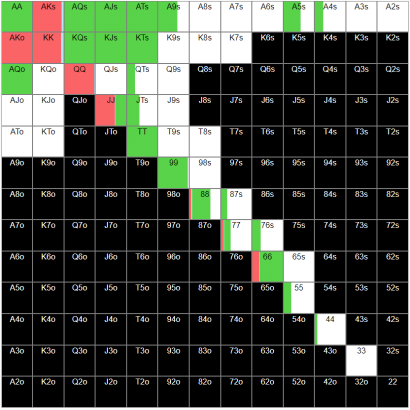 AA AKs AQs AJs ATs A9s A8s A7s A6s A5s A4s A3s A2s
AKo KK KQs KJs KTs K9s K8s K7s K6s K5s K4s K3s K2s
AQo KQo QQ QJs QTs Q9s Q8s Q7s Q6s Q5s Q4s Q3s Q2s
AJo KJo QJo JJ JTs J9s J8s J7s J6s J5s J4s J3s J2s
ATo KTo QTo JTo TT T9s T8s T7s T6s T5s T4s T3s T2s
A9o K9o Q9o J9o T9o 99 98s 97s 96s 95s 94s 93s 92s
A8o K8o Q8o J8o T8o 98o 88 87s 86s 85s 84s 83s 82s
A7o K7o Q7o J7o T7o 97o 87o 77 76s 75s 74s 73s 72s
A6o K6o Q6o J6o T6o 96o 86o 76o 66 65s 64s 63s 62s
A5o K5o Q5o J5o T5o 95o 85o 75o 65o 55 54s 53s 52s
A4o K4o Q4o J4o T4o 94o 84o 74o 64o 54o 44 43s 42s
A3o K3o Q3o J3o T3o 93o 83o 73o 63o 53o 43o 33 32s
A2o K2o Q2o J2o T2o 92o 82o 72o 62o 52o 42o 32o 22